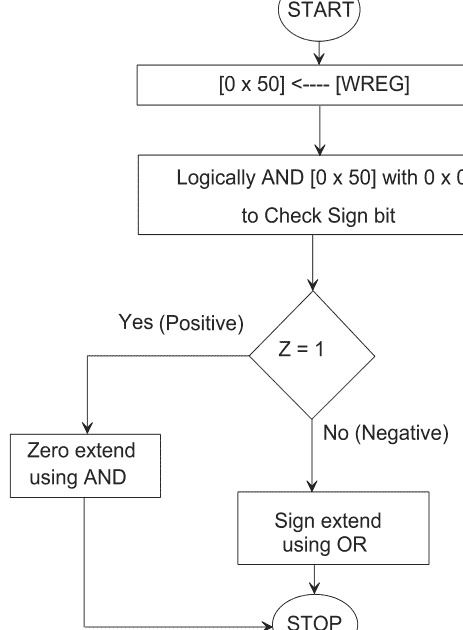 START
[0 x 50] <---- [WREG]
Logically AND [0 x 50] with 0 x
to Check Sign bit
Yes (Positive)
Z = 1
No (Negative)
Zero extend
using AND
Sign extend
using OR
STOP